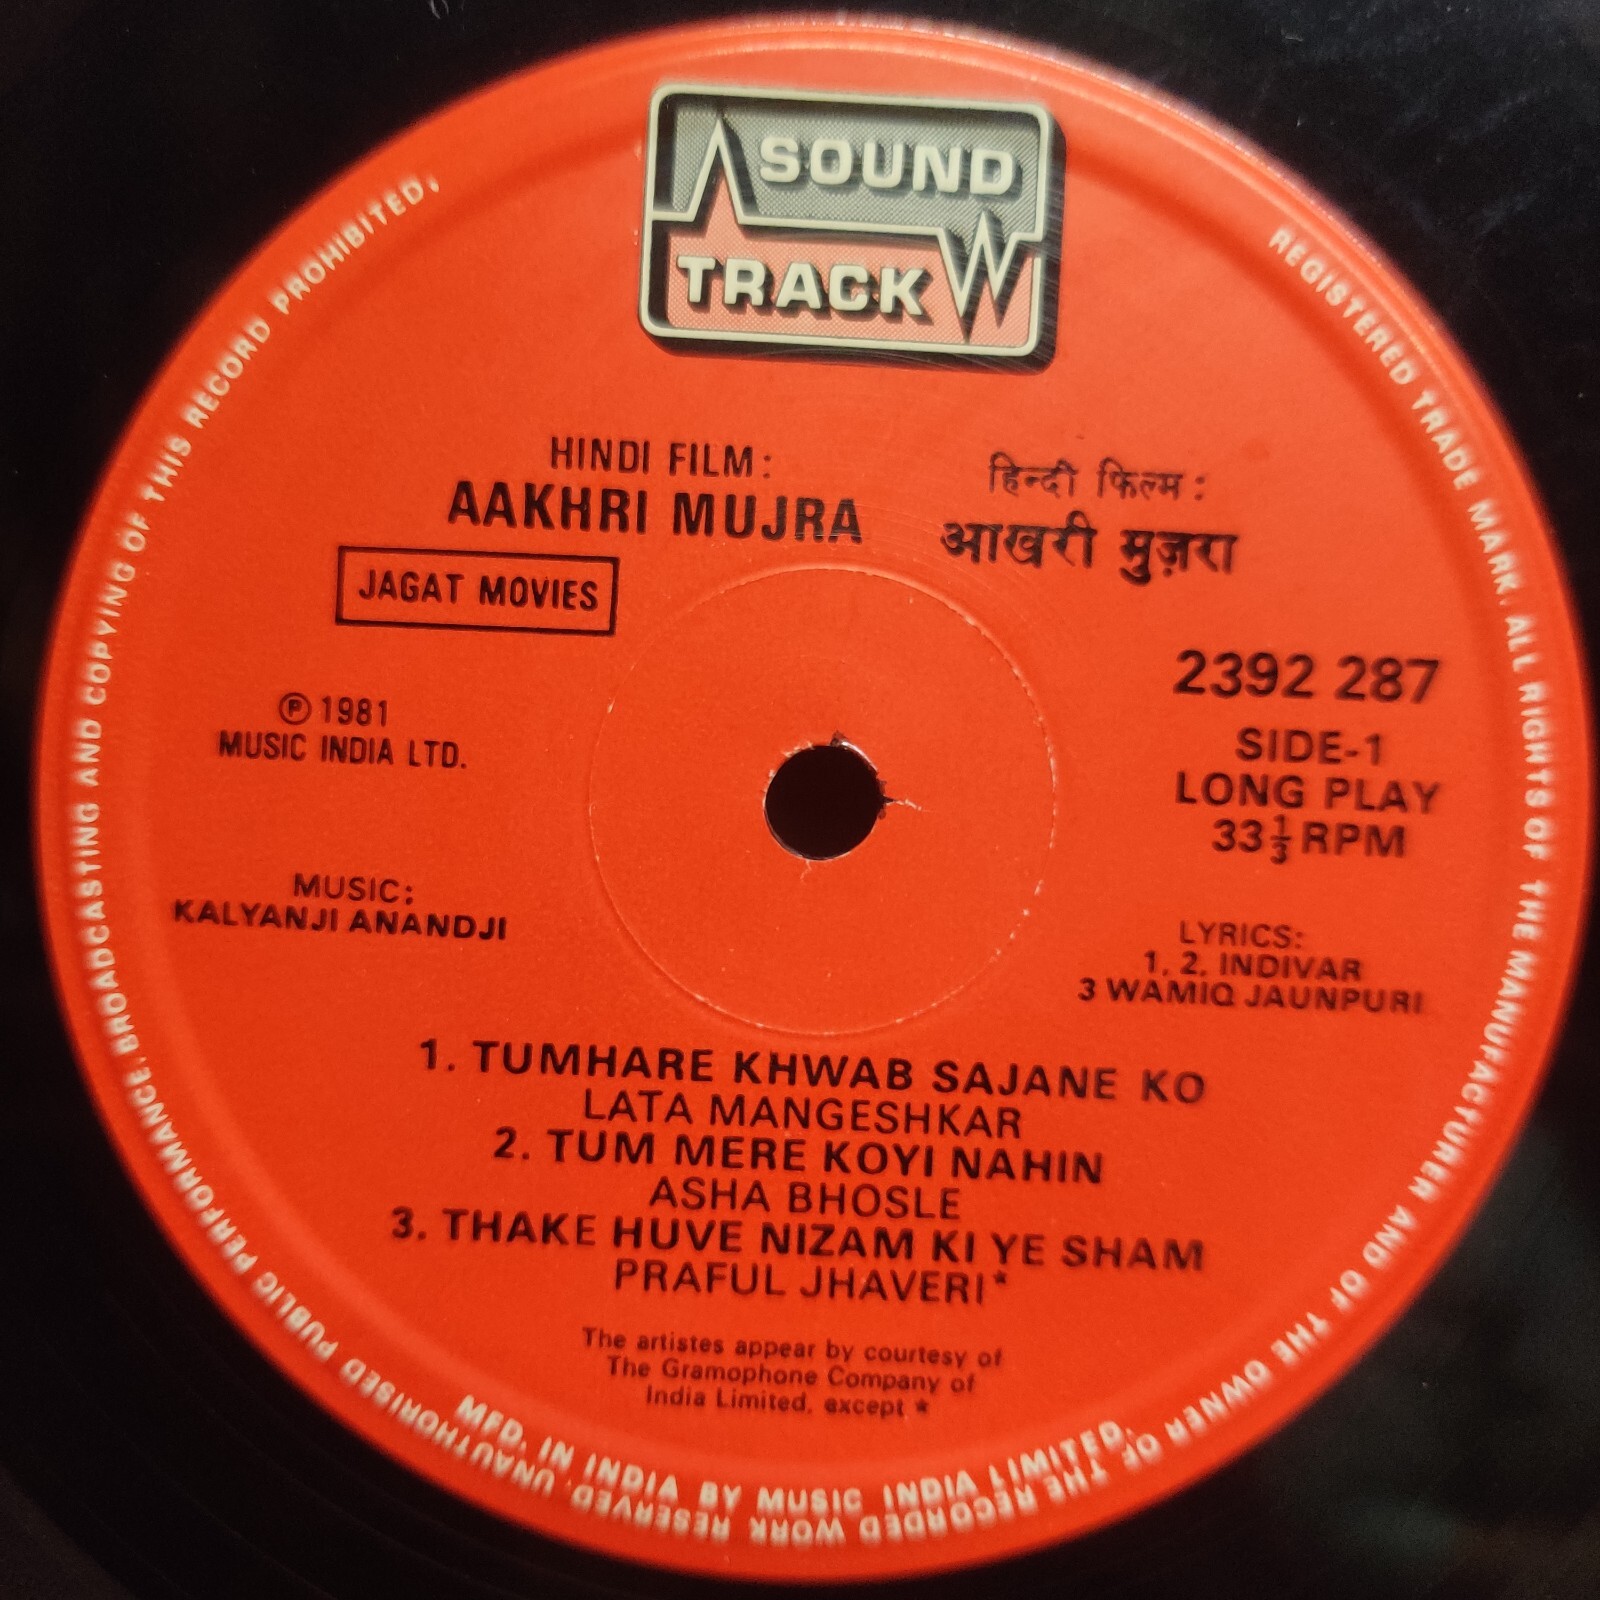 SOUND
TRACK
HINDI FILM:
AAKHRI MUJRA
हिन्दी फिल्म:
आखरी मुज़रा
JAGAT MOVIES
℗ 1981
MUSIC INDIA LTD.
2392 287
SIDE-1
LONG PLAY
33⅓ RPM
MUSIC:
KALYANJI ANANDJI
LYRICS:
1. 2. INDIVAR
3 WAMIQ JAUNPURI
1. TUMHARE KHWAB SAJANE KO
LATA MANGESHKAR
2. TUM MERE KOYI NAHIN
ASHA BHOSLE
3. THAKE HUVE NIZAM KI YE SHAM
PRAFUL JHAVERI*
The artistes appear by courtesy of
The Gramophone Company of
India Limited, except *
MFD. IN INDIA BY MUSIC INDIA LIMITED.
REGISTERED TRADE MARK. ALL RIGHTS OF THE MANUFACTURER AND OF THE OWNER OF THE RECORDED WORK RESERVED. UNAUTHORISED PUBLIC PERFORMANCE, BROADCASTING AND COPYING OF THIS RECORD PROHIBITED.